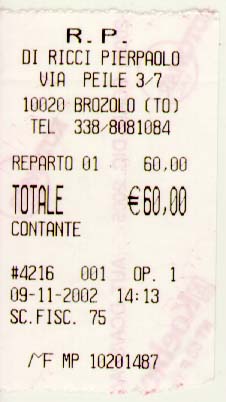 R.P.
DI RICCI PIERPAOLO
VIA PEILE 3/7
10020 BROZOLO (TO)
TEL 338/8081084
REPARTO 01 60,00
TOTALE €60,00
CONTANTE
#4216 001 OP. 1
09-11-2002 14:13
SC.FISC. 75
MF MP 10201487